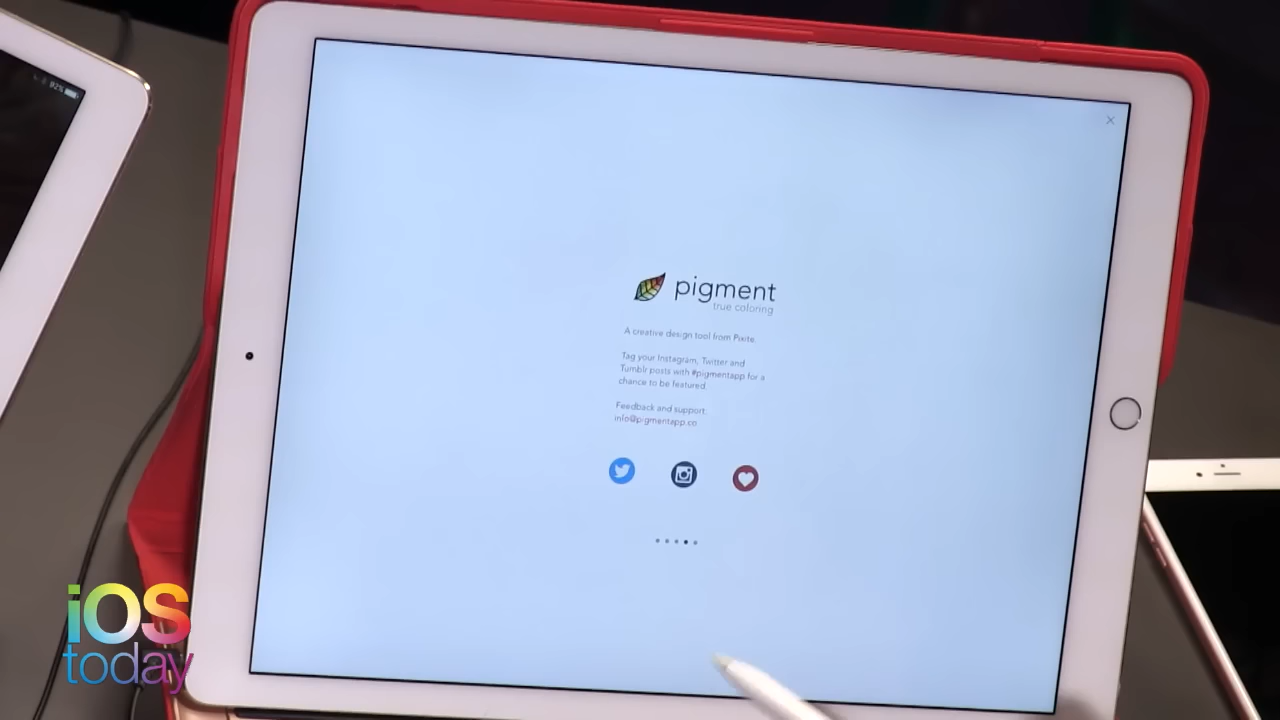 92%
pigment
true coloring
A creative design tool from Pixite.
Tag your Instagram, Twitter and
Tumblr posts with #pigmentapp for a
chance to be featured.
Feedback and support:
info@pigmentapp.co
iOS
today